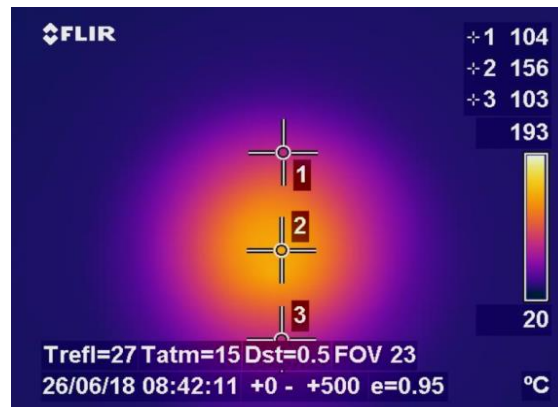 FLIR
1 104
2 156
3 103
193
1
2
3
20
Trefl=27 Tatm=15 Dst=0.5 FOV 23
26/06/18 08:42:11 +0 - +500 e=0.95 ºC